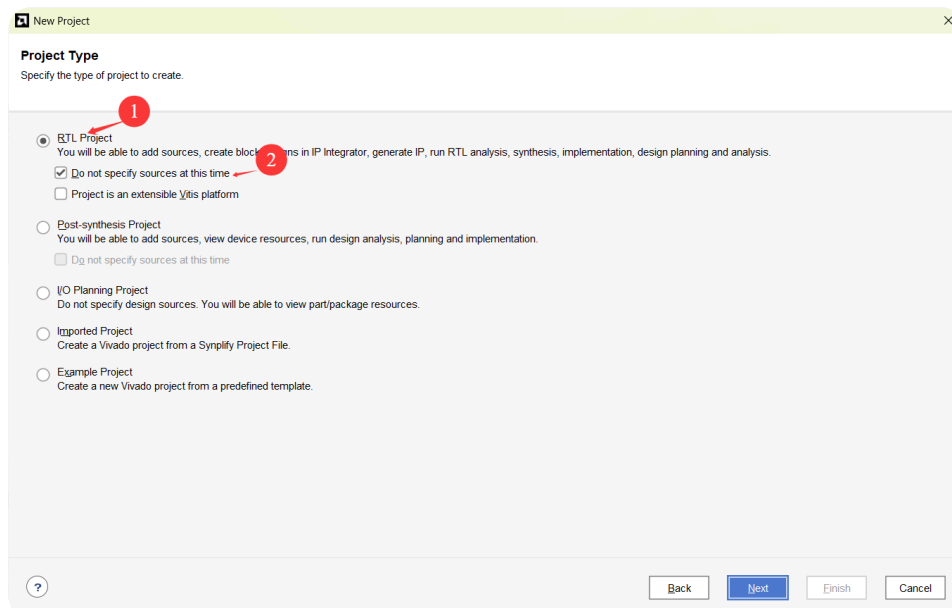 New Project
Project Type
Specify the type of project to create.
1
RTL Project
You will be able to add sources, create block ns in IP Integrator, generate IP, run RTL analysis, synthesis, implementation, design planning and analysis.
2
Do not specify sources at this time
Project is an extensible Vitis platform
Post-synthesis Project
You will be able to add sources, view device resources, run design analysis, planning and implementation.
Do not specify sources at this time
I/O Planning Project
Do not specify design sources. You will be able to view part/package resources.
Imported Project
Create a Vivado project from a Synplify Project File.
Example Project
Create a new Vivado project from a predefined template.
?
Back Next Finish Cancel